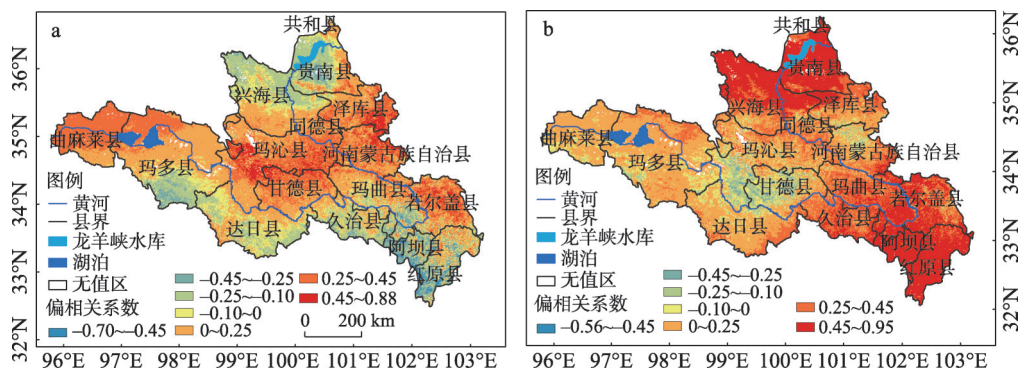 a
共和县
贵南县
兴海县
泽库县
同德县
曲麻莱县
玛沁县
河南蒙古族自治县
玛多县
甘德县
玛曲县
若尔盖县
达日县
久治县
阿坝县
红原县
图例
黄河
县界
龙羊峡水库
湖泊
无值区
偏相关系数
−0.70~−0.45
−0.45~−0.25
−0.25~−0.10
−0.10~0
0~0.25
0.25~0.45
0.45~0.88
0 200 km
36°N
35°N
34°N
33°N
32°N
96°E 97°E 98°E 99°E 100°E 101°E 102°E 103°E
b
共和县
贵南县
兴海县
泽库县
同德县
曲麻莱县
玛沁县
河南蒙古族自治县
玛多县
甘德县
玛曲县
若尔盖县
达日县
久治县
阿坝县
红原县
图例
黄河
县界
龙羊峡水库
湖泊
无值区
偏相关系数
−0.56~−0.45
−0.45~−0.25
−0.25~−0.10
−0.10~0
0~0.25
0.25~0.45
0.45~0.95
36°N
35°N
34°N
33°N
32°N
96°E 97°E 98°E 99°E 100°E 101°E 102°E 103°E